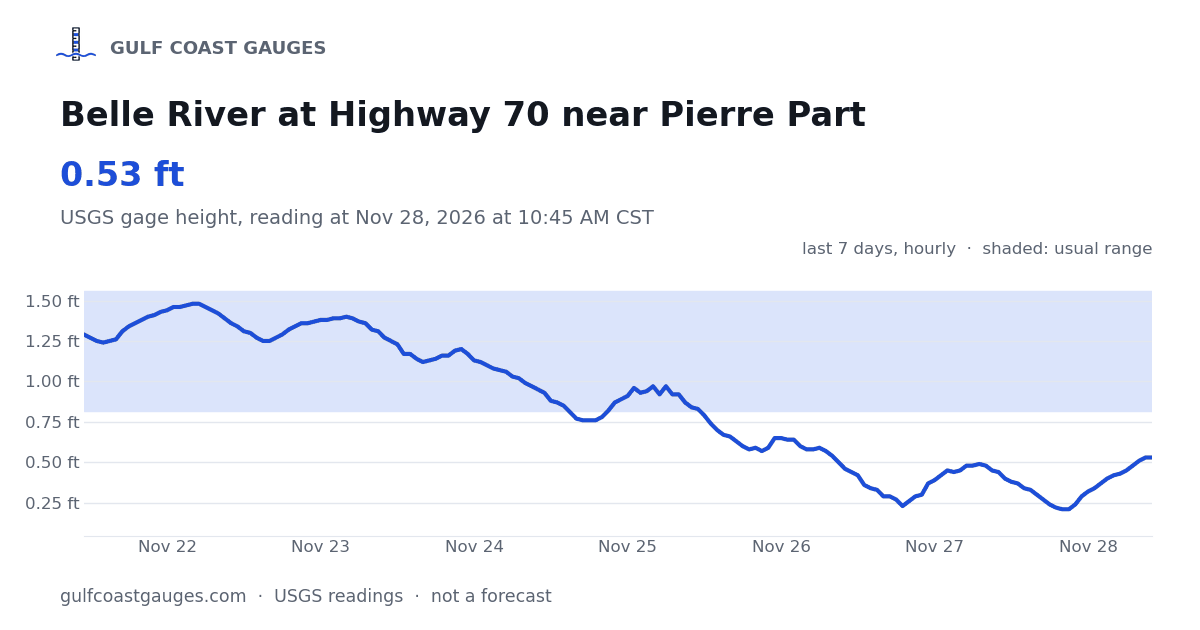 GULF COAST GAUGES
Belle River at Highway 70 near Pierre Part
0.53 ft
USGS gage height, reading at Nov 28, 2026 at 10:45 AM CST
last 7 days, hourly · shaded: usual range
1.50 ft
1.25 ft
1.00 ft
0.75 ft
0.50 ft
0.25 ft
Nov 22 Nov 23 Nov 24 Nov 25 Nov 26 Nov 27 Nov 28
gulfcoastgauges.com · USGS readings · not a forecast